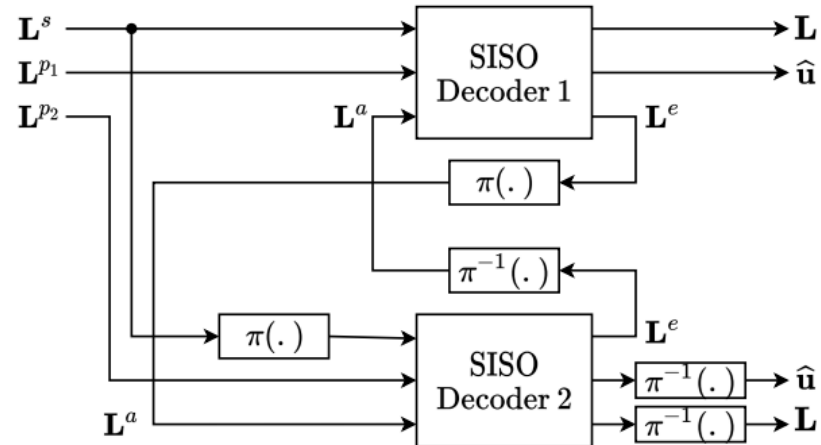 L^s
L^{p_1}
L^{p_2}
L^a
SISO
Decoder 1
L
û
L^e
π(.)
π^{-1}(.)
π(.)
L^a
SISO
Decoder 2
L^e
π^{-1}(.)
û
π^{-1}(.)
L